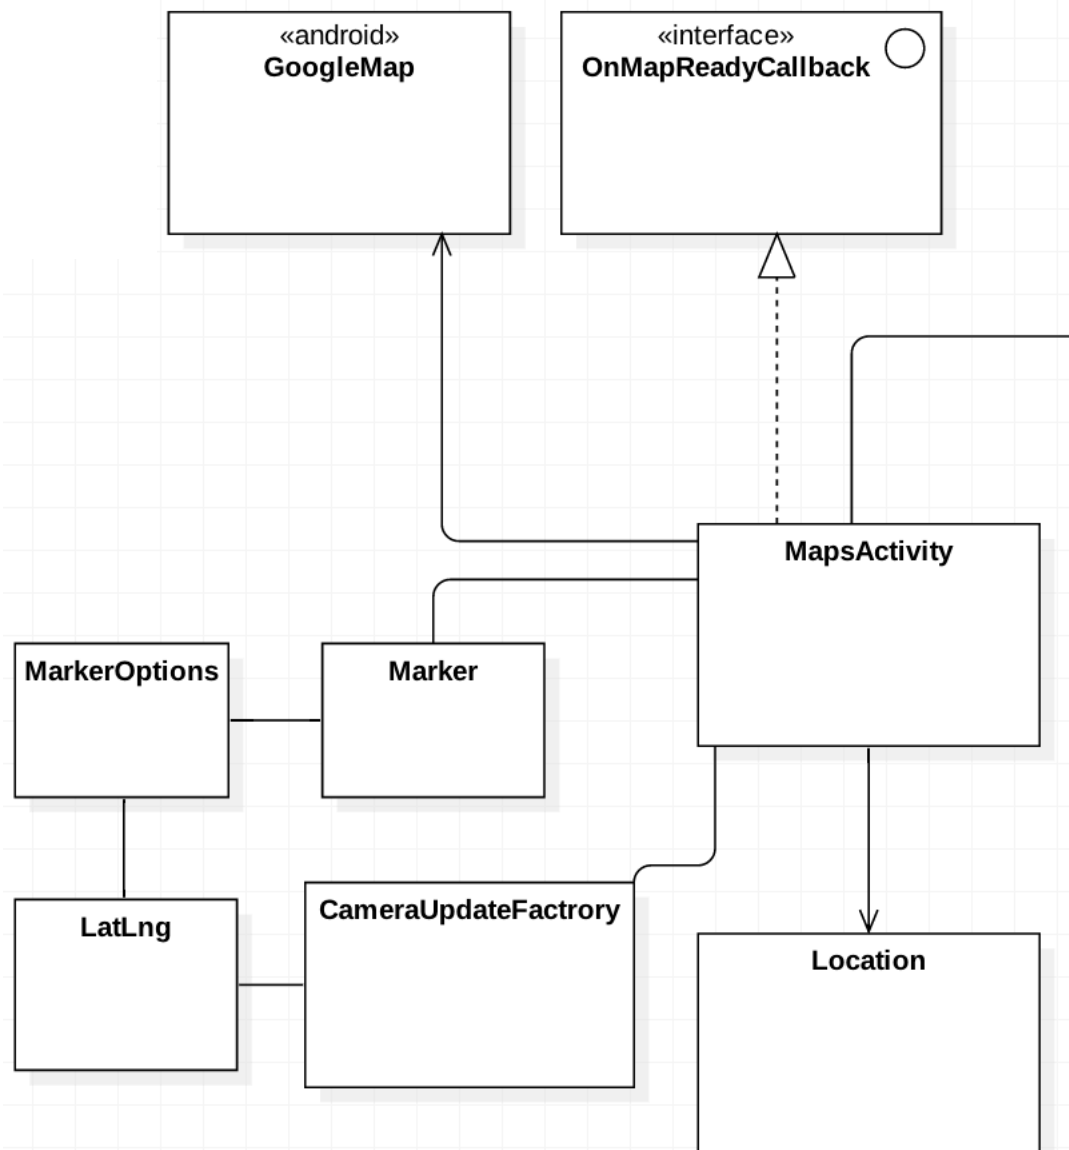 «android»
GoogleMap
«interface»
OnMapReadyCallback
MapsActivity
MarkerOptions
Marker
LatLng
CameraUpdateFactrory
Location